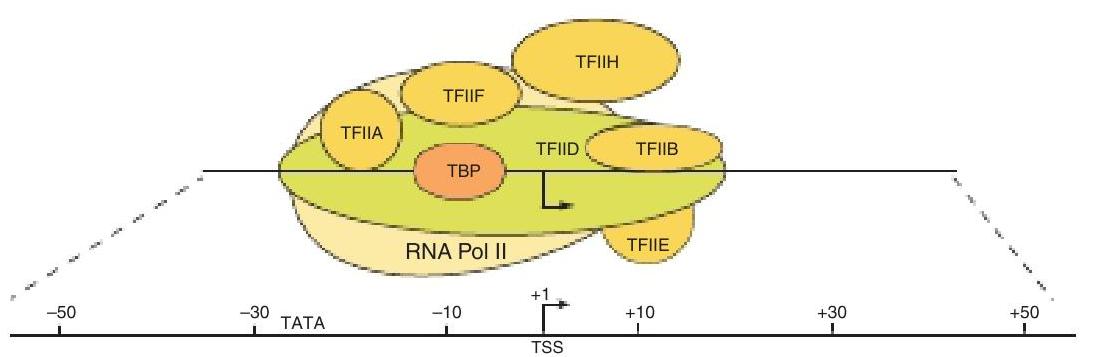 TFIIH
TFIIF
TFIIA
TFIID
TFIIB
TBP
TFIIE
RNA Pol II
+1
–50
–30
–10
+10
+30
+50
TATA
TSS